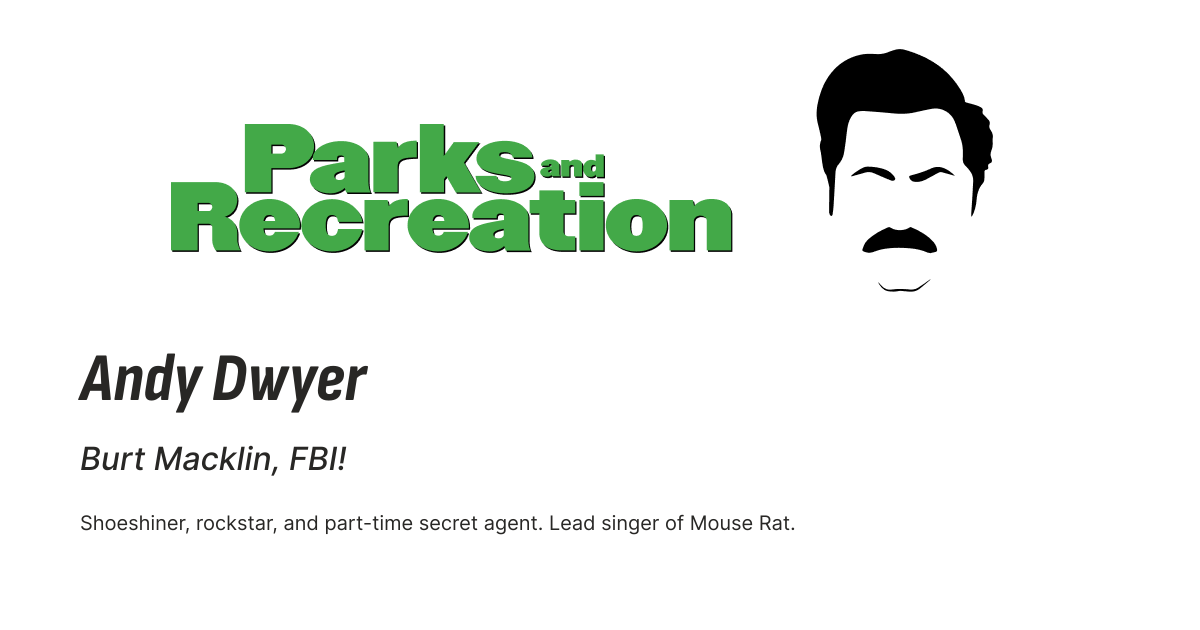 Parks and
Recreation
Andy Dwyer
Burt Macklin, FBI!
Shoeshiner, rockstar, and part-time secret agent. Lead singer of Mouse Rat.